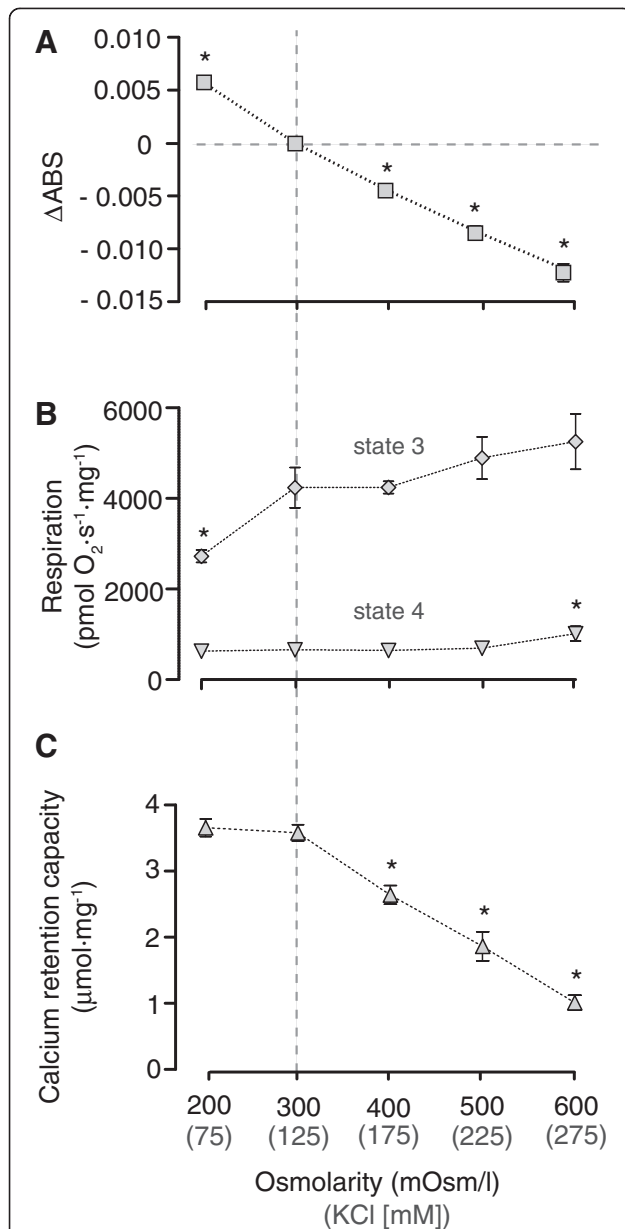 A
0.010
0.005
0
- 0.005
- 0.010
- 0.015
ΔABS
*
*
*
*
B
6000
4000
2000
0
Respiration
(pmol O₂·s⁻¹·mg⁻¹)
state 3
*
state 4
*
C
4
3
2
1
0
Calcium retention capacity
(μmol·mg⁻¹)
*
*
*
200 300 400 500 600
(75) (125) (175) (225) (275)
Osmolarity (mOsm/l)
(KCl [mM])